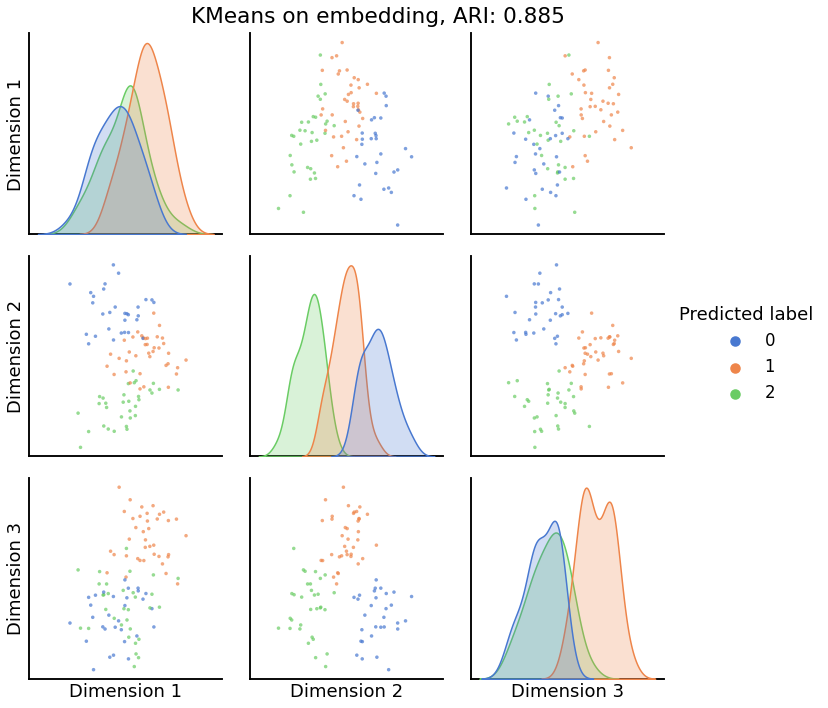 KMeans on embedding, ARI: 0.885
Dimension 1
Dimension 2
Dimension 3
Predicted label
0
1
2
Dimension 1
Dimension 2
Dimension 3